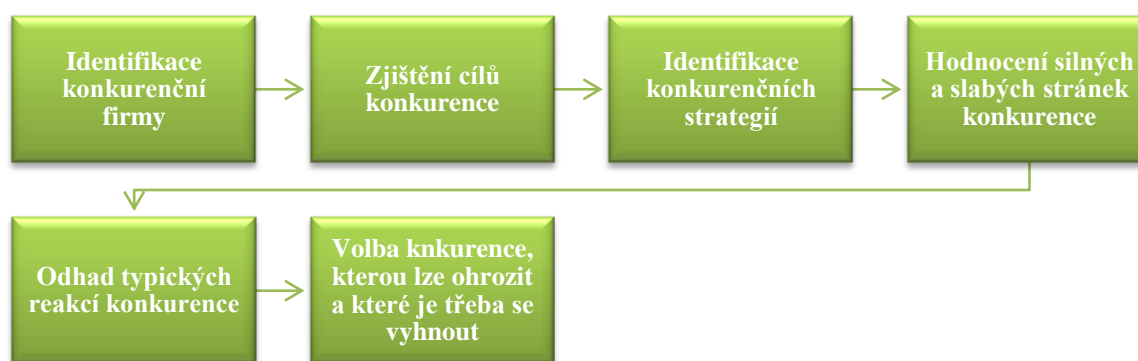 Identifikace
konkurenční
firmy
Zjištění cílů
konkurence
Identifikace
konkurenčních
strategií
Hodnocení silných
a slabých stránek
konkurence
Odhad typických
reakcí konkurence
Volba knkurence,
kterou lze ohrozit
a které je třeba se
vyhnout